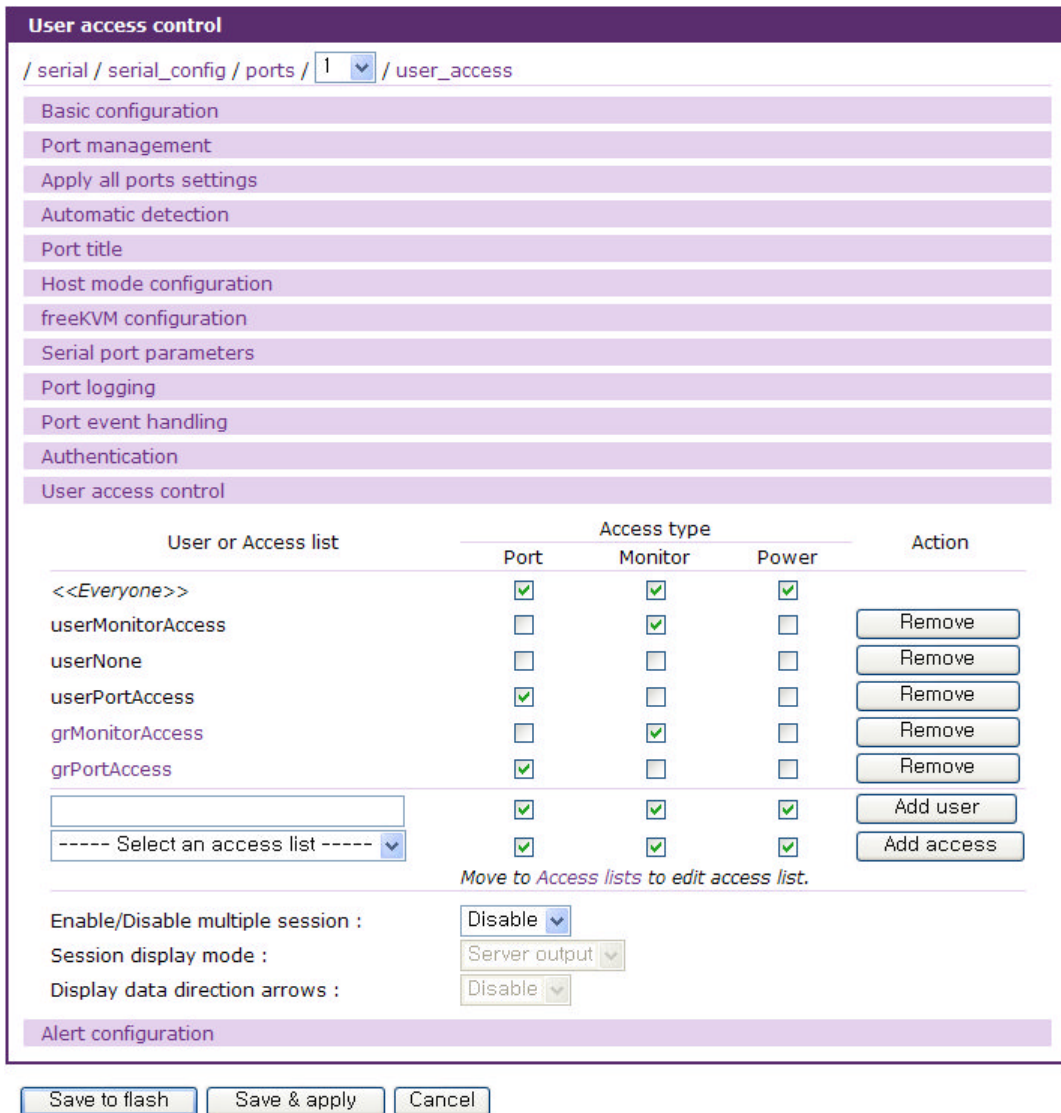 User access control
/ serial / serial_config / ports / 1 / user_access
Basic configuration
Port management
Apply all ports settings
Automatic detection
Port title
Host mode configuration
freeKVM configuration
Serial port parameters
Port logging
Port event handling
Authentication
User access control
User or Access list Access type Action
Port Monitor Power
<<Everyone>>
userMonitorAccess Remove
userNone Remove
userPortAccess Remove
grMonitorAccess Remove
grPortAccess Remove
Add user
----- Select an access list ----- Add access
Move to Access lists to edit access list.
Enable/Disable multiple session : Disable
Session display mode : Server output
Display data direction arrows : Disable
Alert configuration
Save to flash Save & apply Cancel